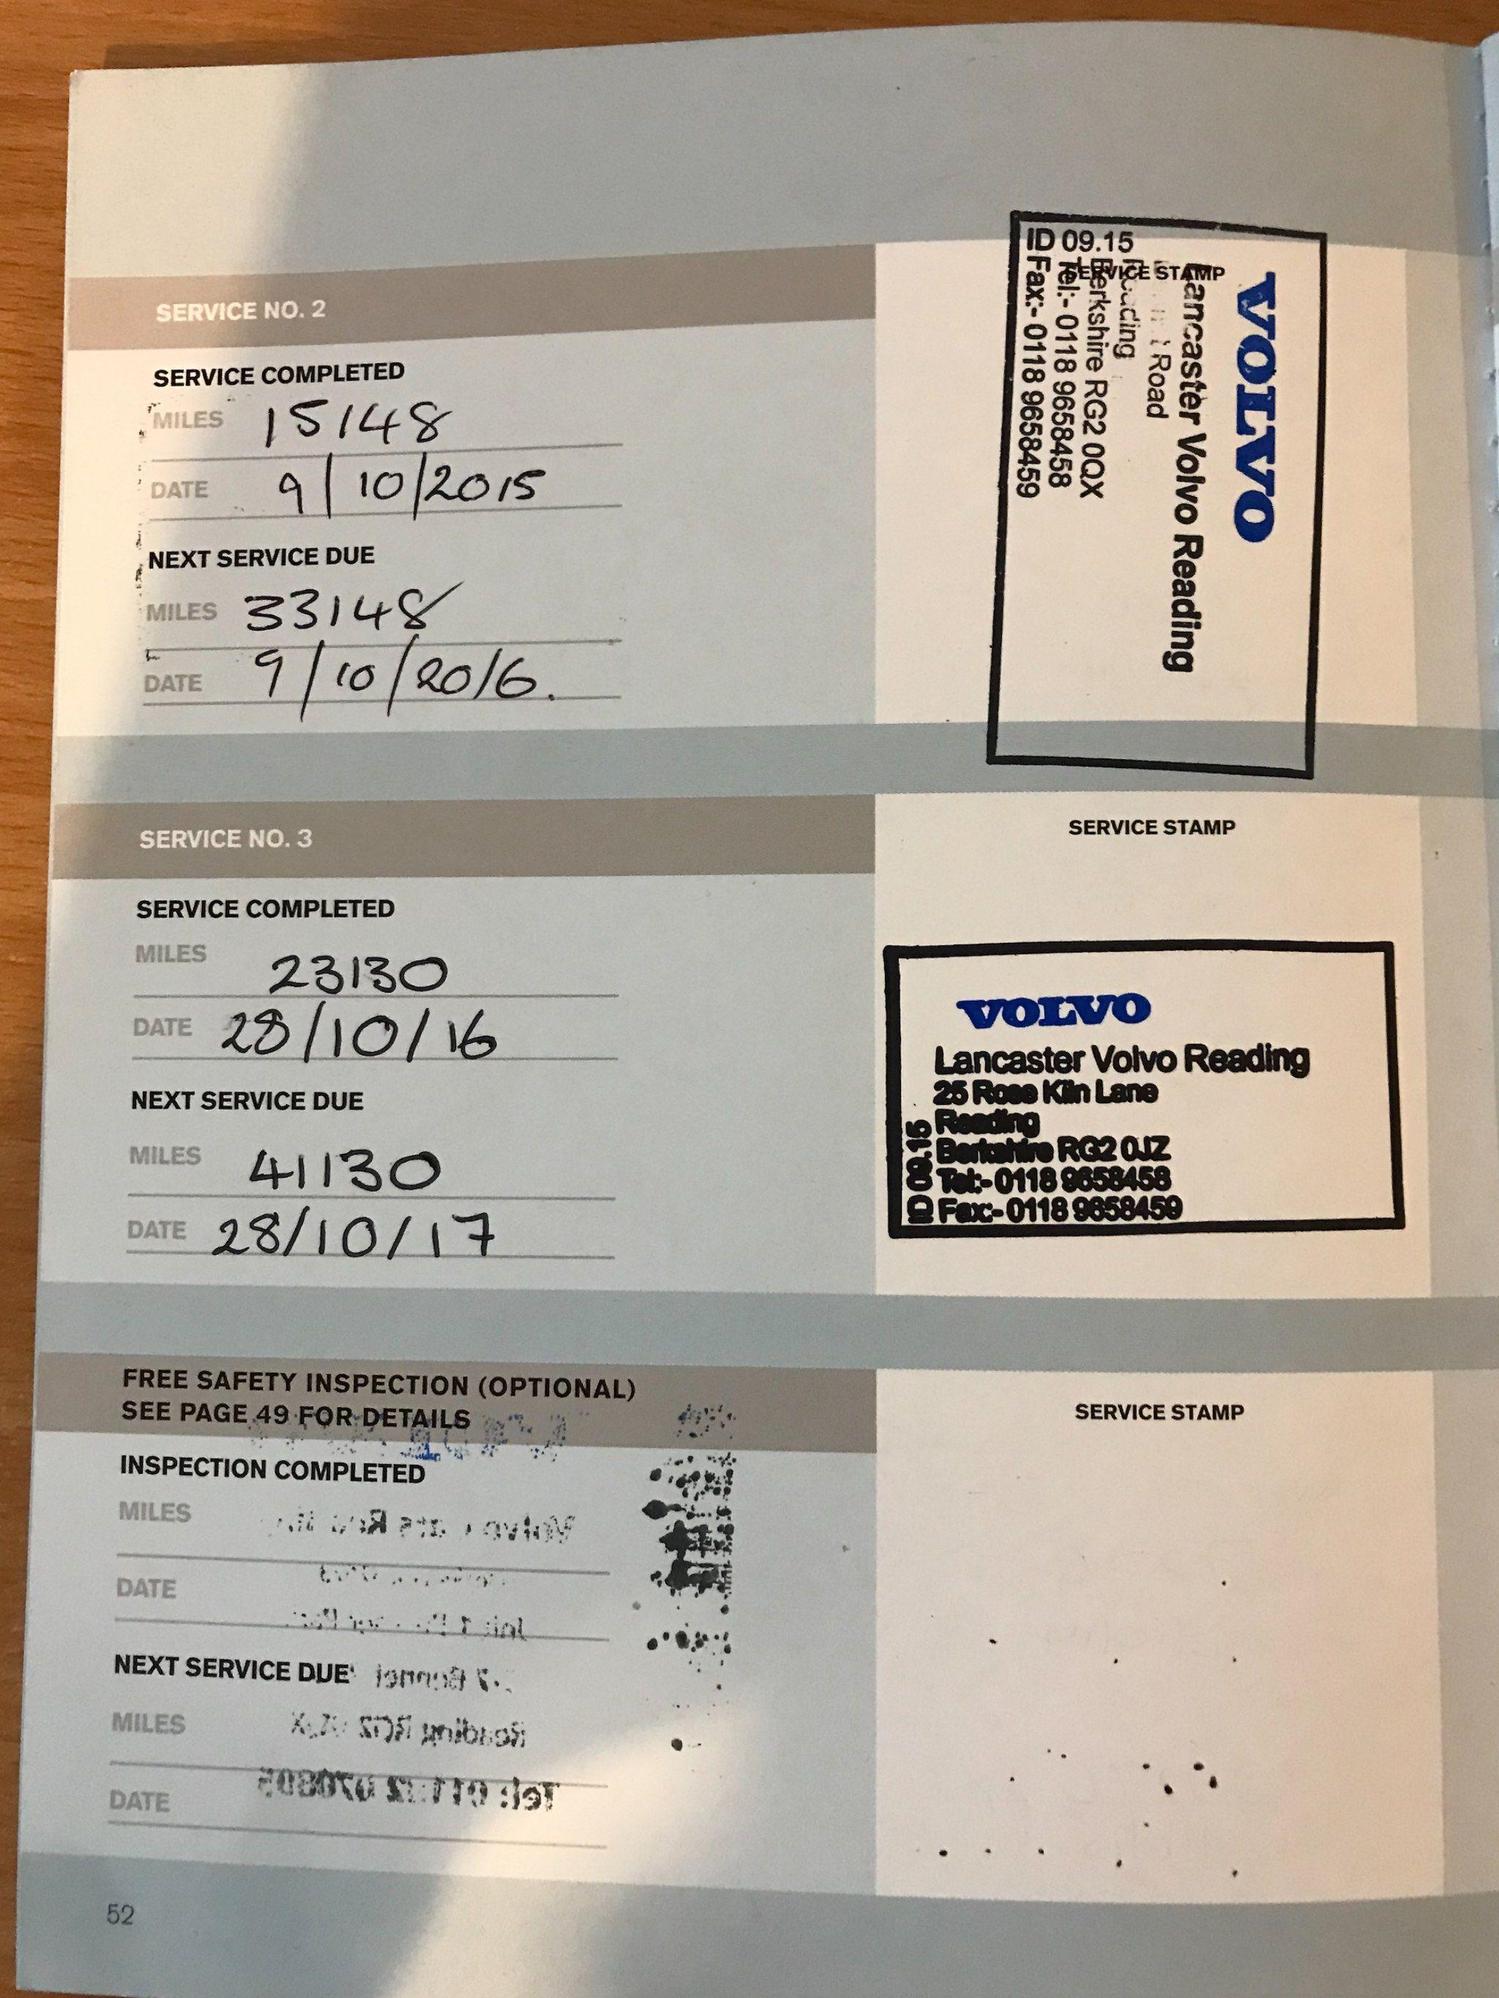 SERVICE NO. 2
SERVICE COMPLETED
MILES 15148
DATE 9/10/2015
NEXT SERVICE DUE
MILES 33148
DATE 9/10/2016.
SERVICE STAMP
VOLVO
Lancaster Volvo Reading
Road
Reading
Berkshire RG2 0QX
Tel:- 0118 9658458
Fax:- 0118 9658459
ID 09.15
SERVICE NO. 3
SERVICE COMPLETED
MILES 23130
DATE 28/10/16
NEXT SERVICE DUE
MILES 41130
DATE 28/10/17
SERVICE STAMP
VOLVO
Lancaster Volvo Reading
25 Rose Kiln Lane
Reading
Berkshire RG2 0JZ
Tel:- 0118 9658458
Fax:- 0118 9658459
ID 09.15
FREE SAFETY INSPECTION (OPTIONAL)
SEE PAGE 49 FOR DETAILS
INSPECTION COMPLETED
MILES
DATE
NEXT SERVICE DUE
MILES
DATE
SERVICE STAMP
Volvo
Reading RG2
Tel:
52